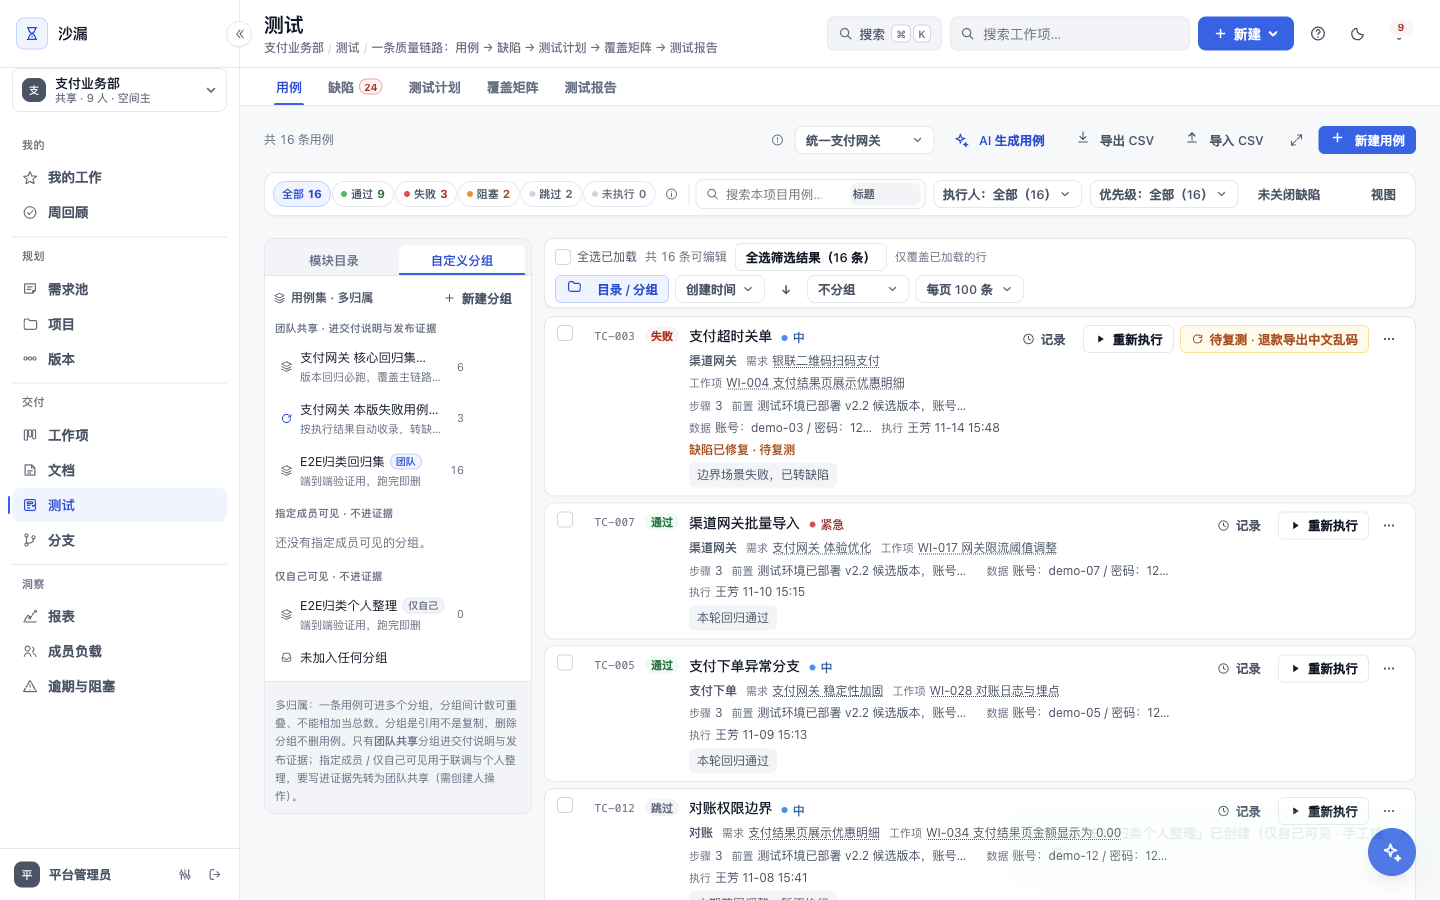 沙漏
支付业务部
共享 · 9 人 · 空间主
我的
我的工作
周回顾
规划
需求池
项目
版本
交付
工作项
文档
测试
分支
洞察
报表
成员负载
逾期与阻塞
平台管理员
测试
支付业务部 / 测试 / 一条质量链路：用例 → 缺陷 → 测试计划 → 覆盖矩阵 → 测试报告
搜索 ⌘ K
搜索工作项…
新建
9
用例
缺陷 24
测试计划
覆盖矩阵
测试报告
共 16 条用例
统一支付网关
AI 生成用例
导出 CSV
导入 CSV
新建用例
全部 16
通过 9
失败 3
阻塞 2
跳过 2
未执行 0
搜索本项目用例…
标题
执行人：全部（16）
优先级：全部（16）
未关闭缺陷
视图
模块目录
自定义分组
用例集 · 多归属
新建分组
团队共享 · 进交付说明与发布证据
支付网关 核心回归集… 6
版本回归必跑，覆盖主链路…
支付网关 本版失败用例… 3
按执行结果自动收录，转缺…
E2E归类回归集 团队 16
端到端验证用，跑完即删
指定成员可见 · 不进证据
还没有指定成员可见的分组。
仅自己可见 · 不进证据
E2E归类个人整理 仅自己 0
端到端验证用，跑完即删
未加入任何分组
多归属：一条用例可进多个分组，分组间计数可重
叠、不能相加当总数。分组是引用不是复制，删除
分组不删用例。只有团队共享分组进交付说明与发
布证据；指定成员 / 仅自己可见用于联调与个人整
理，要写进证据先转为团队共享（需创建人操
作）。
全选已加载 共 16 条可编辑 全选筛选结果（16 条） 仅覆盖已加载的行
目录 / 分组 创建时间 不分组 每页 100 条
TC-003 失败 支付超时关单 中 记录 重新执行 待复测 · 退款导出中文乱码
渠道网关 需求 银联二维码扫码支付
工作项 WI-004 支付结果页展示优惠明细
步骤 3 前置 测试环境已部署 v2.2 候选版本，账号…
数据 账号：demo-03 / 密码：12… 执行 王芳 11-14 15:48
缺陷已修复 · 待复测
边界场景失败，已转缺陷
TC-007 通过 渠道网关批量导入 紧急 记录 重新执行
渠道网关 需求 支付网关 体验优化 工作项 WI-017 网关限流阈值调整
步骤 3 前置 测试环境已部署 v2.2 候选版本，账号… 数据 账号：demo-07 / 密码：12…
执行 王芳 11-10 15:15
本轮回归通过
TC-005 通过 支付下单异常分支 中 记录 重新执行
支付下单 需求 支付网关 稳定性加固 工作项 WI-028 对账日志与埋点
步骤 3 前置 测试环境已部署 v2.2 候选版本，账号… 数据 账号：demo-05 / 密码：12…
执行 王芳 11-09 15:13
本轮回归通过
TC-012 跳过 对账权限边界 中 记录 重新执行
对账 需求 支付结果页展示优惠明细 工作项 WI-034 支付结果页金额显示为 0.00
归类个人整理」已创建（仅自己可见 · 手工
步骤 3 前置 测试环境已部署 v2.2 候选版本，账号… 数据 账号：demo-12 / 密码：12…
执行 王芳 11-08 15:41